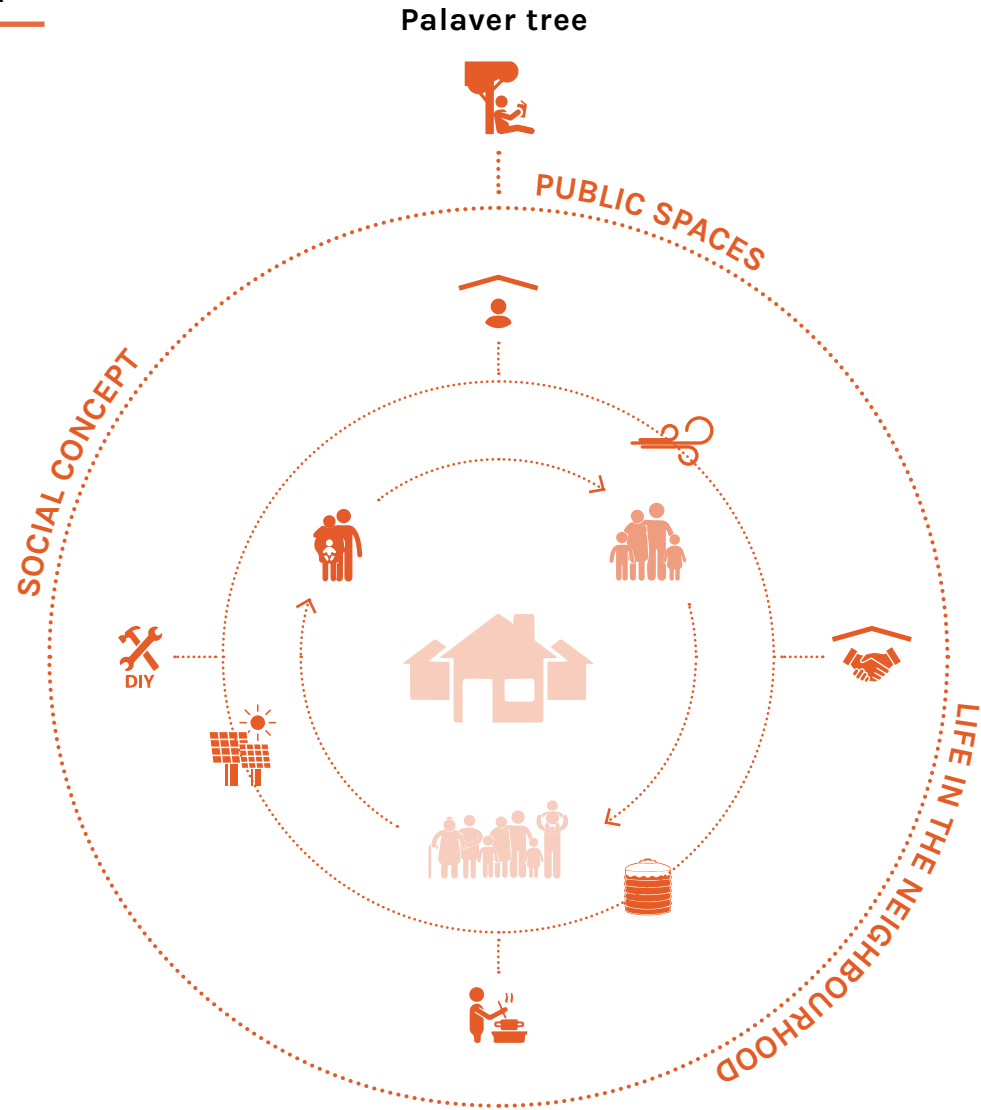 Palaver tree
PUBLIC SPACES
SOCIAL CONCEPT
DIY
LIFE IN THE NEIGHBOURHOOD